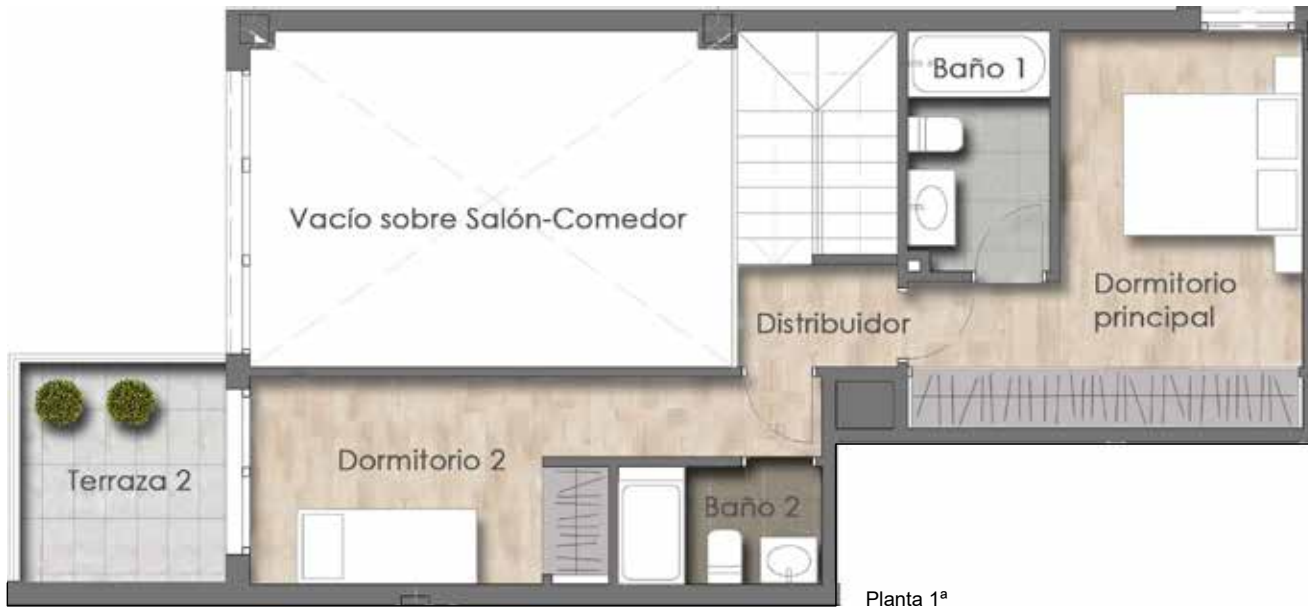 Baño 1
Vacío sobre Salón-Comedor
Dormitorio
principal
Distribuidor
Dormitorio 2
Terraza 2
Baño 2
Planta 1ª